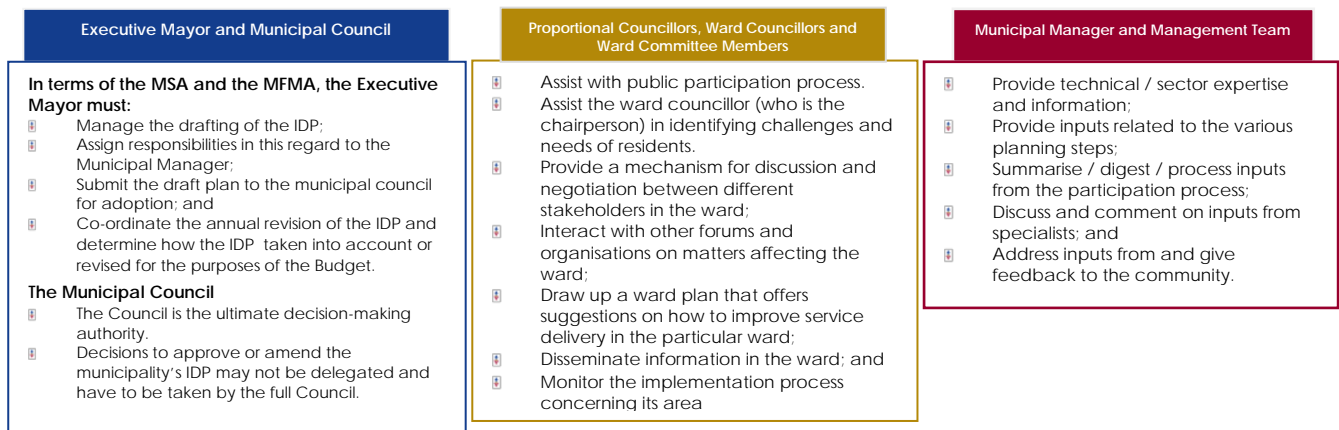 Executive Mayor and Municipal Council
In terms of the MSA and the MFMA, the Executive
Mayor must:
Manage the drafting of the IDP;
Assign responsibilities in this regard to the
Municipal Manager;
Submit the draft plan to the municipal council
for adoption; and
Co-ordinate the annual revision of the IDP and
determine how the IDP taken into account or
revised for the purposes of the Budget.
The Municipal Council
The Council is the ultimate decision-making
authority.
Decisions to approve or amend the
municipality's IDP may not be delegated and
have to be taken by the full Council.
Proportional Councillors, Ward Councillors and
Ward Committee Members
Assist with public participation process.
Assist the ward councillor (who is the
chairperson) in identifying challenges and
needs of residents.
Provide a mechanism for discussion and
negotiation between different
stakeholders in the ward;
Interact with other forums and
organisations on matters affecting the
ward;
Draw up a ward plan that offers
suggestions on how to improve service
delivery in the particular ward;
Disseminate information in the ward; and
Monitor the implementation process
concerning its area
Municipal Manager and Management Team
Provide technical / sector expertise
and information;
Provide inputs related to the various
planning steps;
Summarise / digest / process inputs
from the participation process;
Discuss and comment on inputs from
specialists; and
Address inputs from and give
feedback to the community.